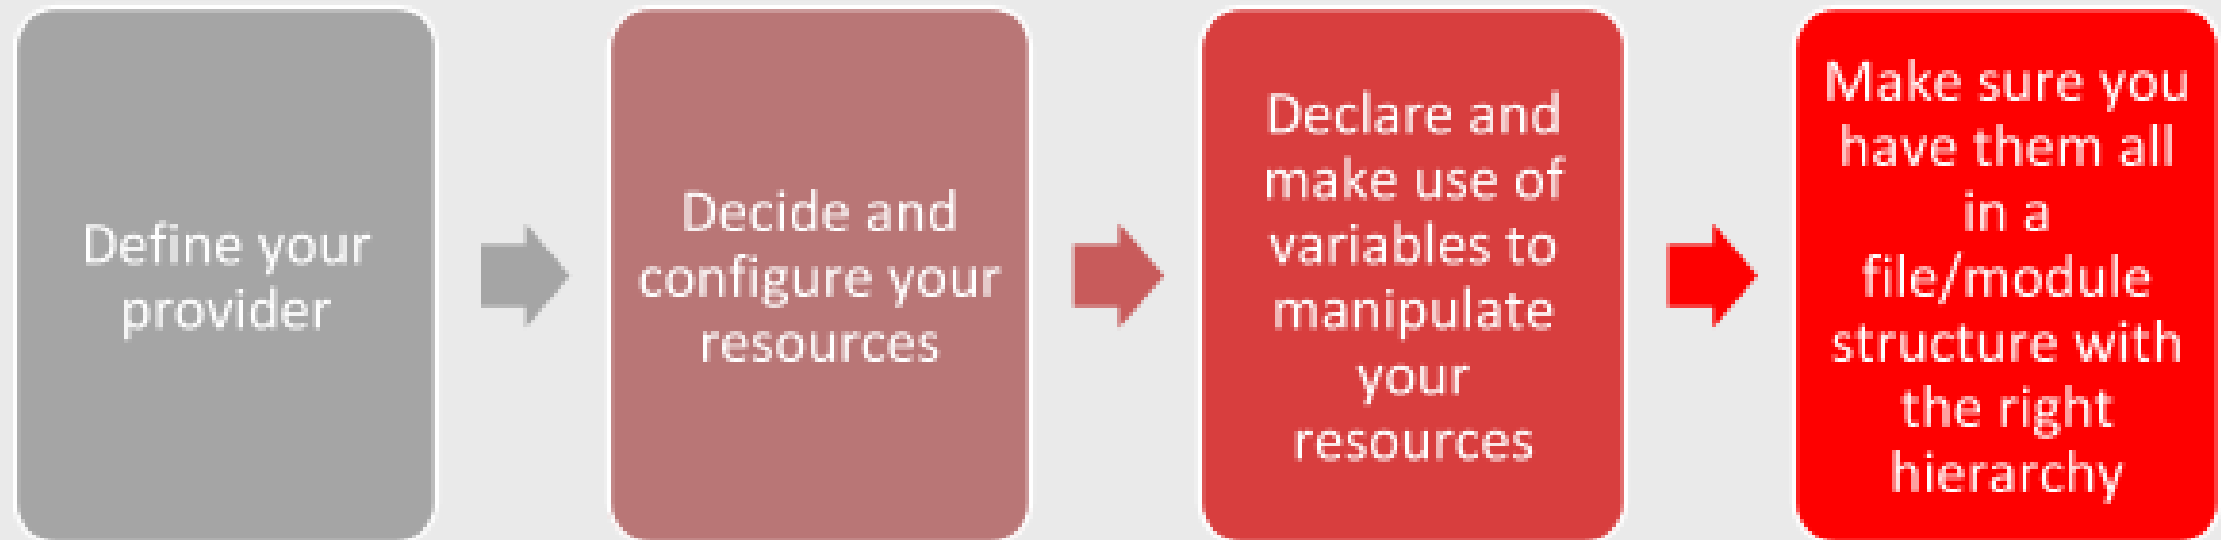 Define your
provider
Decide and
configure your
resources
Declare and
make use of
variables to
manipulate
your
resources
Make sure you
have them all
in a
file/module
structure with
the right
hierarchy